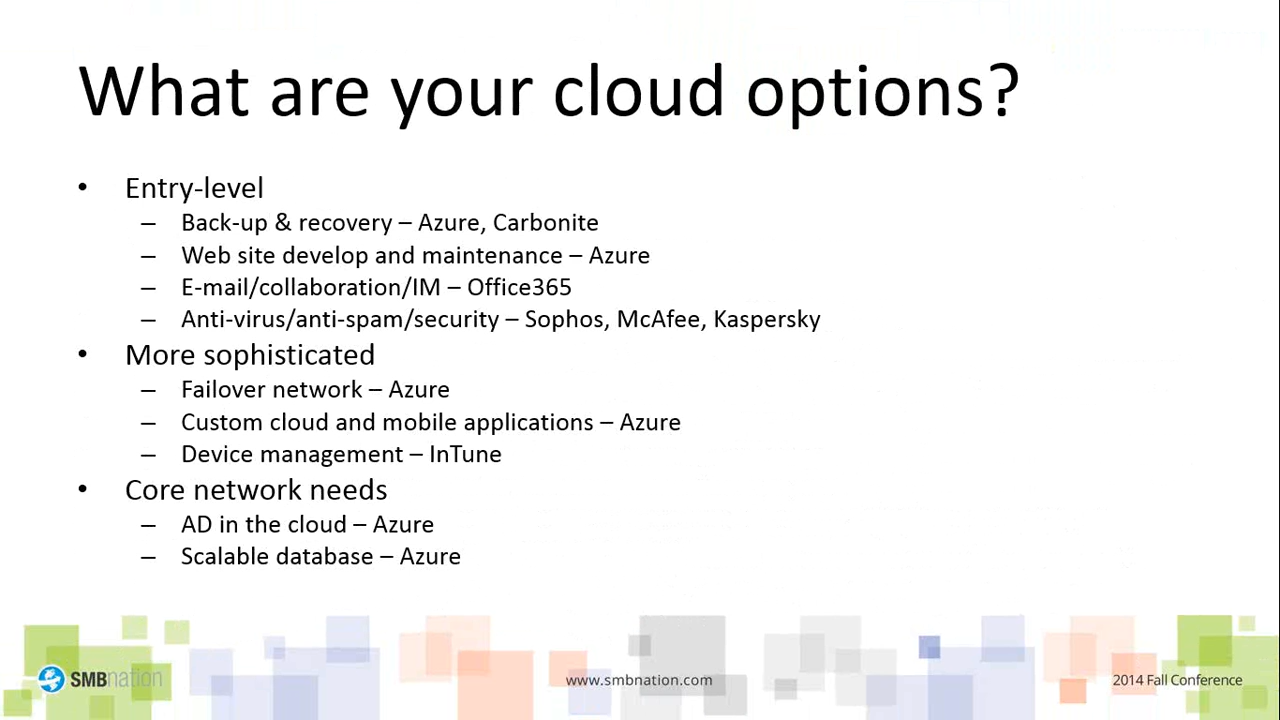 What are your cloud options?
• Entry-level
– Back-up & recovery – Azure, Carbonite
– Web site develop and maintenance – Azure
– E-mail/collaboration/IM – Office365
– Anti-virus/anti-spam/security – Sophos, McAfee, Kaspersky
• More sophisticated
– Failover network – Azure
– Custom cloud and mobile applications – Azure
– Device management – InTune
• Core network needs
– AD in the cloud – Azure
– Scalable database – Azure
SMBnation
www.smbnation.com
2014 Fall Conference